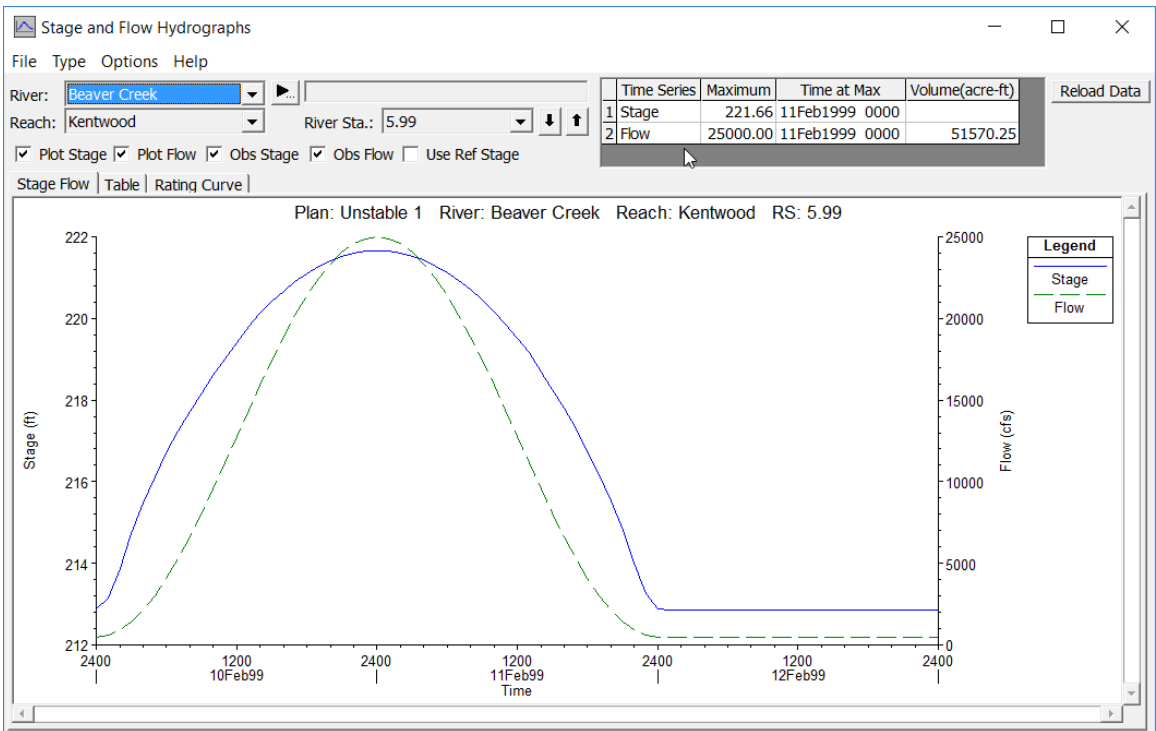 Stage and Flow Hydrographs
File Type Options Help
River: Beaver Creek
Reach: Kentwood River Sta.: 5.99
Plot Stage Plot Flow Obs Stage Obs Flow Use Ref Stage
Time Series Maximum Time at Max Volume(acre-ft)
1 Stage 221.66 11Feb1999 0000
2 Flow 25000.00 11Feb1999 0000 51570.25
Reload Data
Stage Flow Table Rating Curve
Plan: Unstable 1 River: Beaver Creek Reach: Kentwood RS: 5.99
222
220
218
216
214
212
Stage (ft)
25000
20000
15000
10000
5000
0
Flow (cfs)
Legend
Stage
Flow
2400 1200 2400 1200 2400 1200 2400
10Feb99 11Feb99 12Feb99
Time